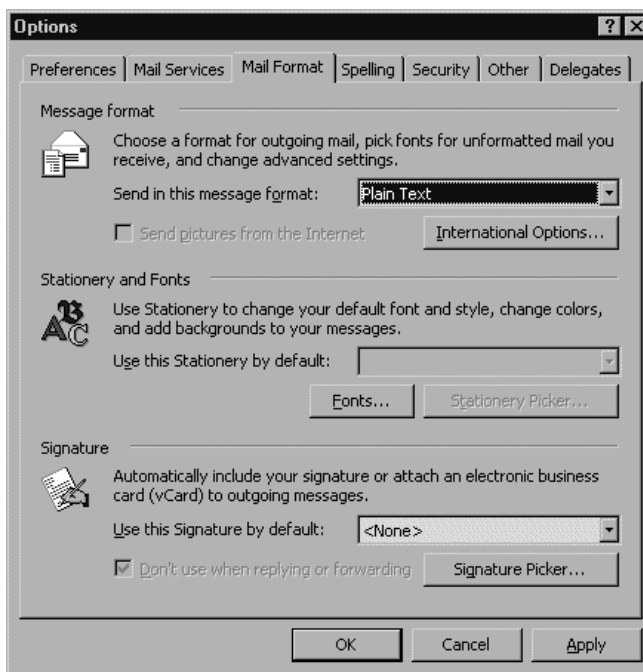 Options
Preferences Mail Services Mail Format Spelling Security Other Delegates
Message format
Choose a format for outgoing mail, pick fonts for unformatted mail you
receive, and change advanced settings.
Send in this message format: Plain Text
Send pictures from the Internet International Options...
Stationery and Fonts
Use Stationery to change your default font and style, change colors,
and add backgrounds to your messages.
Use this Stationery by default:
Fonts... Stationery Picker...
Signature
Automatically include your signature or attach an electronic business
card (vCard) to outgoing messages.
Use this Signature by default: <None>
Don't use when replying or forwarding Signature Picker...
OK Cancel Apply